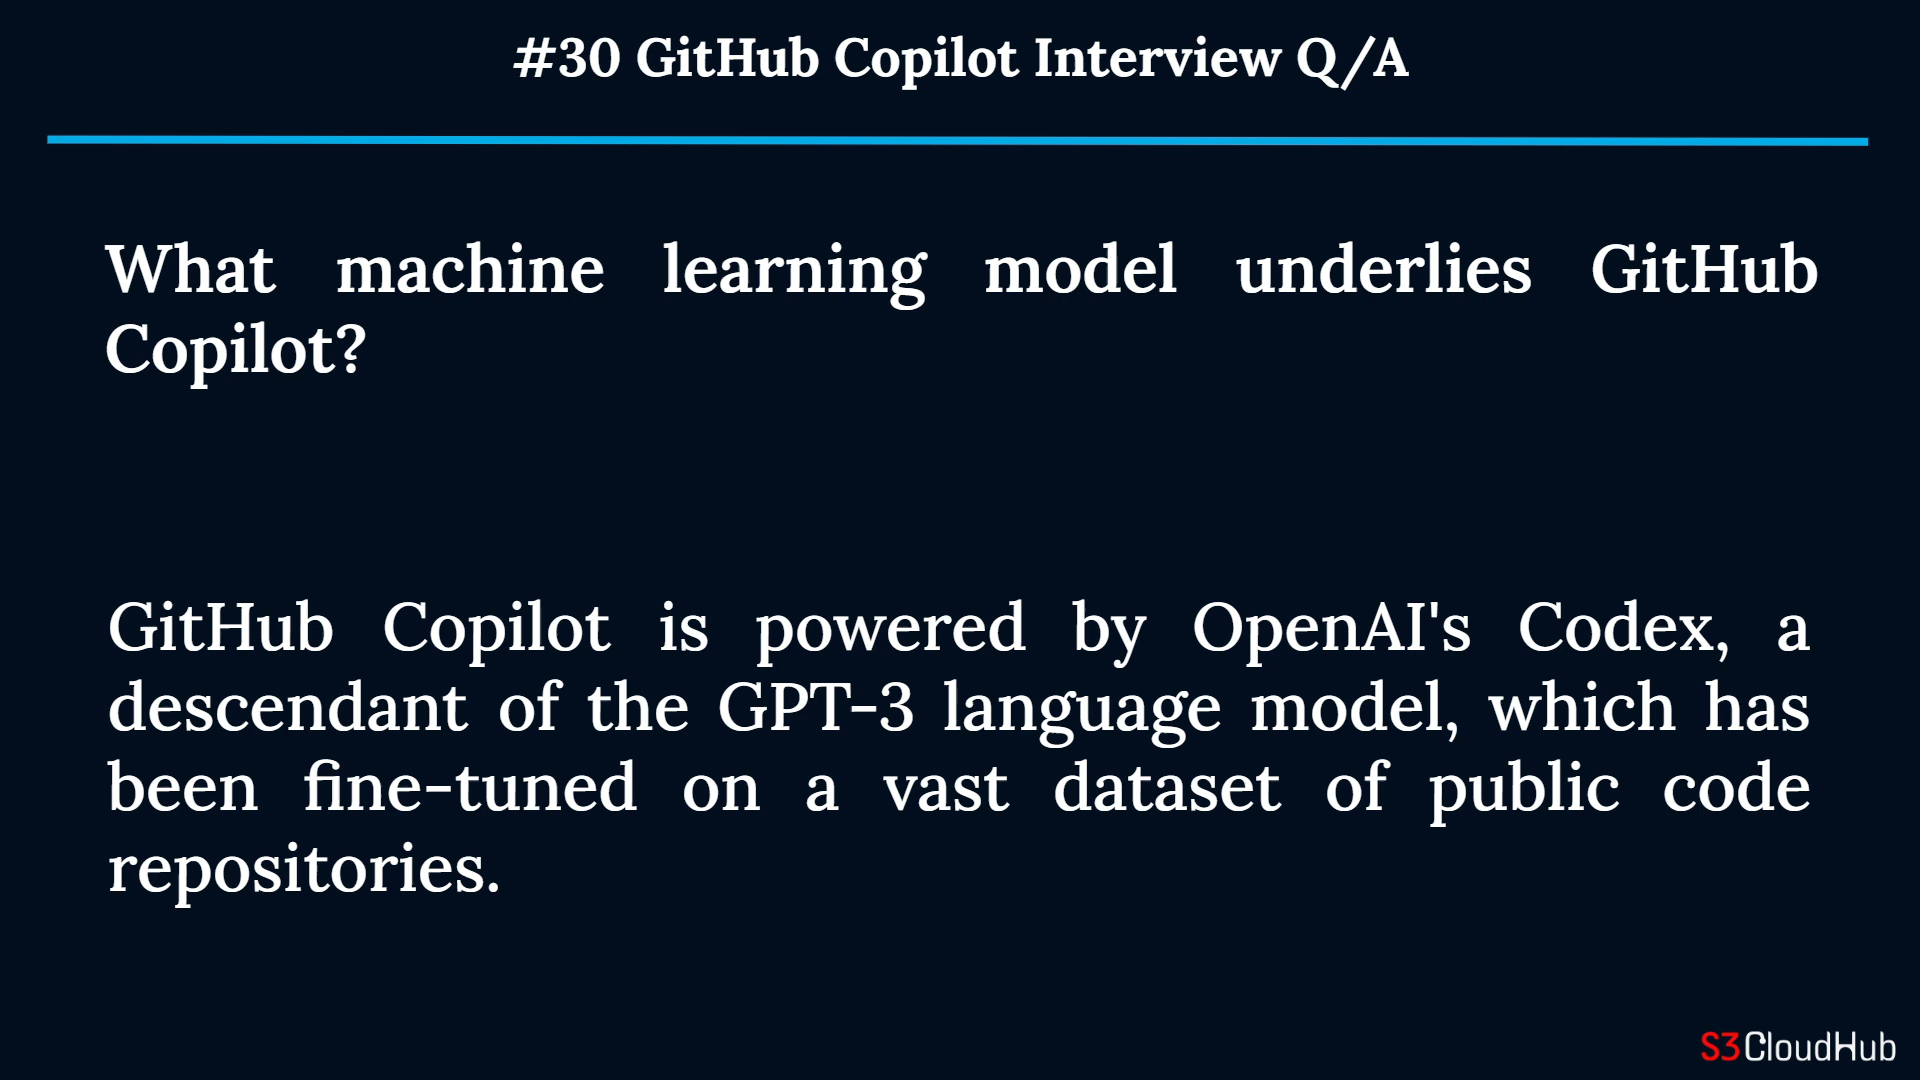 #30 GitHub Copilot Interview Q/A
What machine learning model underlies GitHub
Copilot?
GitHub Copilot is powered by OpenAI's Codex, a
descendant of the GPT-3 language model, which has
been fine-tuned on a vast dataset of public code
repositories.
S3CloudHub